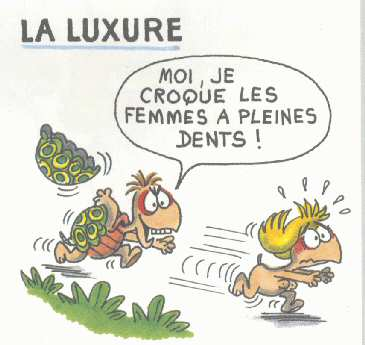 LA LUXURE
MOI, JE
CROQUE LES
FEMMES A PLEINES
DENTS !